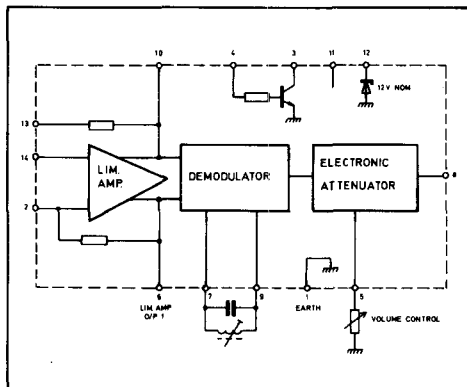 10 4 3 11 12
12V NOM
13
14
LIM. AMP.
DEMODULATOR
ELECTRONIC ATTENUATOR
8
2
6 7 9 1 5
LIM. AMP O/P 1
EARTH
VOLUME CONTROL